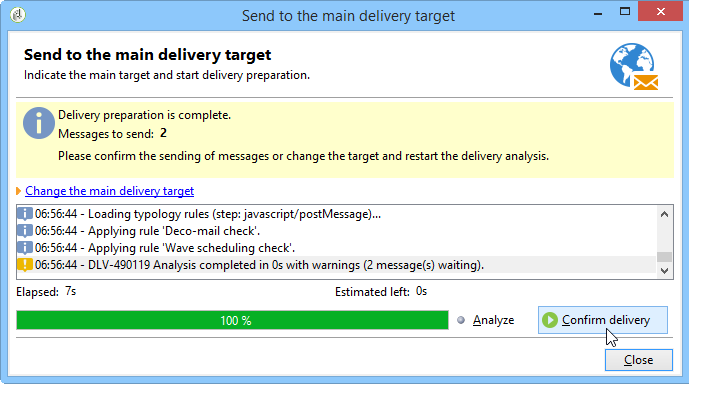 Send to the main delivery target
Send to the main delivery target
Indicate the main target and start delivery preparation.
Delivery preparation is complete.
Messages to send: 2
Please confirm the sending of messages or change the target and restart the delivery analysis.
Change the main delivery target
06:56:44 - Loading typology rules (step: javascript/postMessage)...
06:56:44 - Applying rule 'Deco-mail check'.
06:56:44 - Applying rule 'Wave scheduling check'.
06:56:44 - DLV-490119 Analysis completed in 0s with warnings (2 message(s) waiting).
Elapsed: 7s Estimated left: 0s
100 % Analyze Confirm delivery
Close